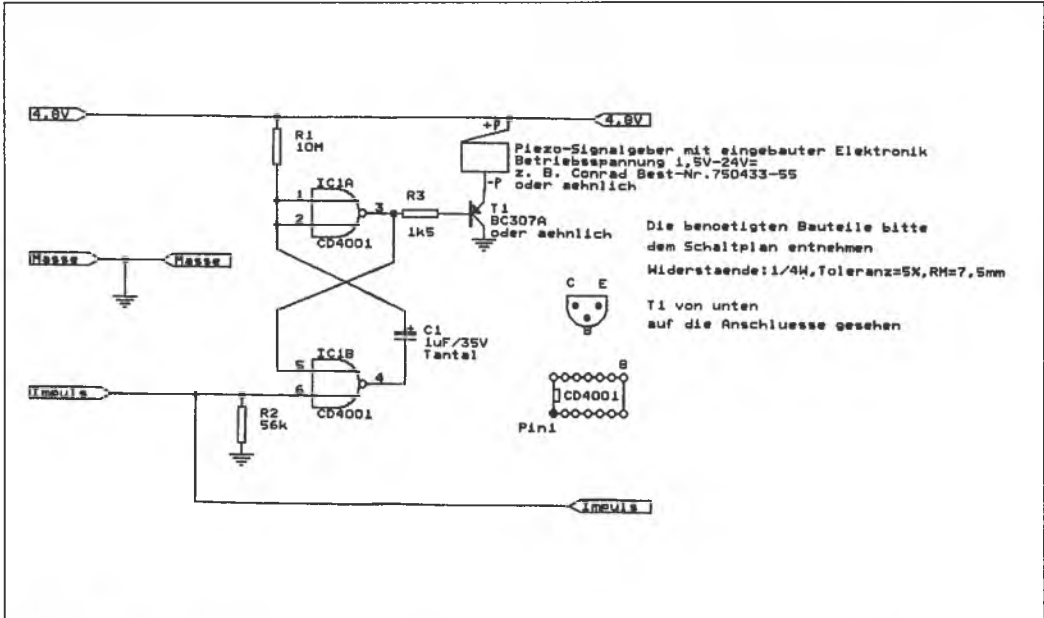 4,8V
4,8V
R1
10M
+P
Piezo-Signalgeber mit eingebauter Elektronik
Betriebsspannung 1,5V-24V=
z. B. Conrad Best-Nr.750433-55
oder aehnlich
-P
IC1A
1
2
3
CD4001
R3
1k5
T1
BC307A
oder aehnlich
Die benoetigten Bauteile bitte
dem Schaltplan entnehmen
Widerstaende:1/4W,Toleranz=5%,RM=7,5mm
Masse
Masse
C E
B
T1 von unten
auf die Anschluesse gesehen
+
C1
1uF/35V
Tantal
IC1B
5
6
4
CD4001
Impuls
R2
56k
8
CD4001
Pin1
Impuls